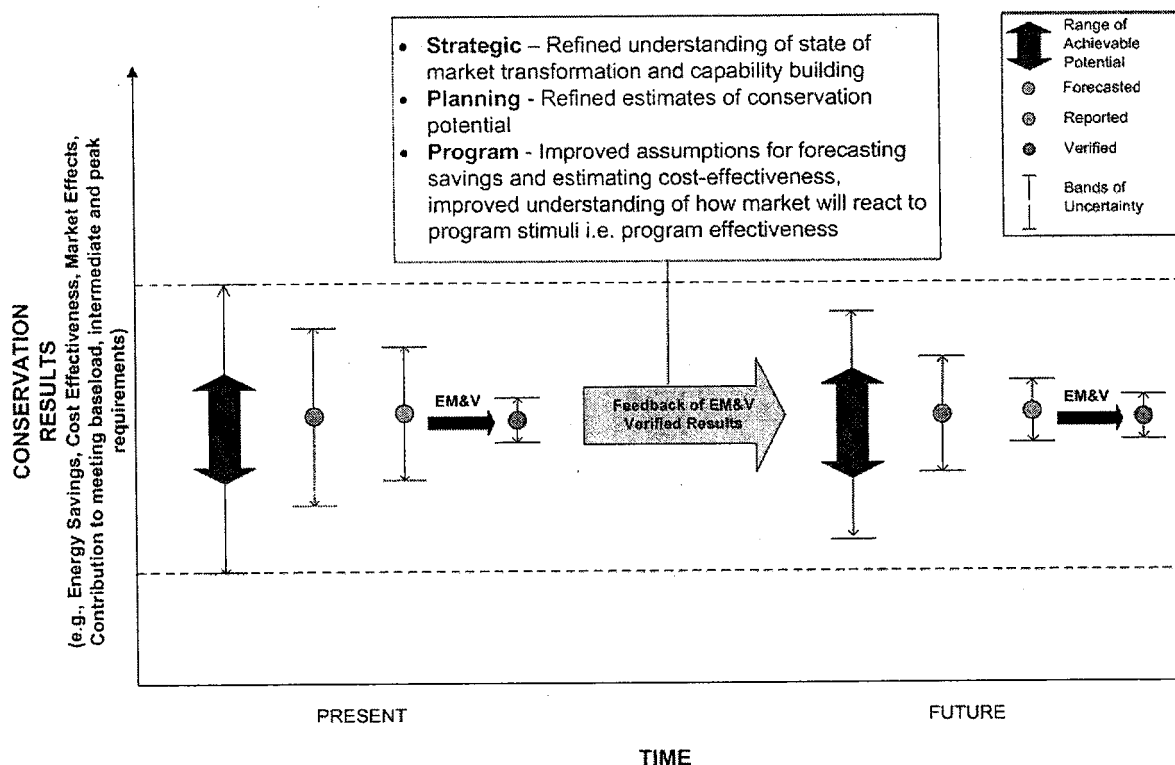 • Strategic – Refined understanding of state of
market transformation and capability building
• Planning - Refined estimates of conservation
potential
• Program - Improved assumptions for forecasting
savings and estimating cost-effectiveness,
improved understanding of how market will react to
program stimuli i.e. program effectiveness
Range of
Achievable
Potential
Forecasted
Reported
Verified
Bands of
Uncertainty
CONSERVATION
RESULTS
(e.g., Energy Savings, Cost Effectiveness, Market Effects,
Contribution to meeting baseload, intermediate and peak
requirements)
EM&V
Feedback of EM&V
Verified Results
EM&V
PRESENT
FUTURE
TIME